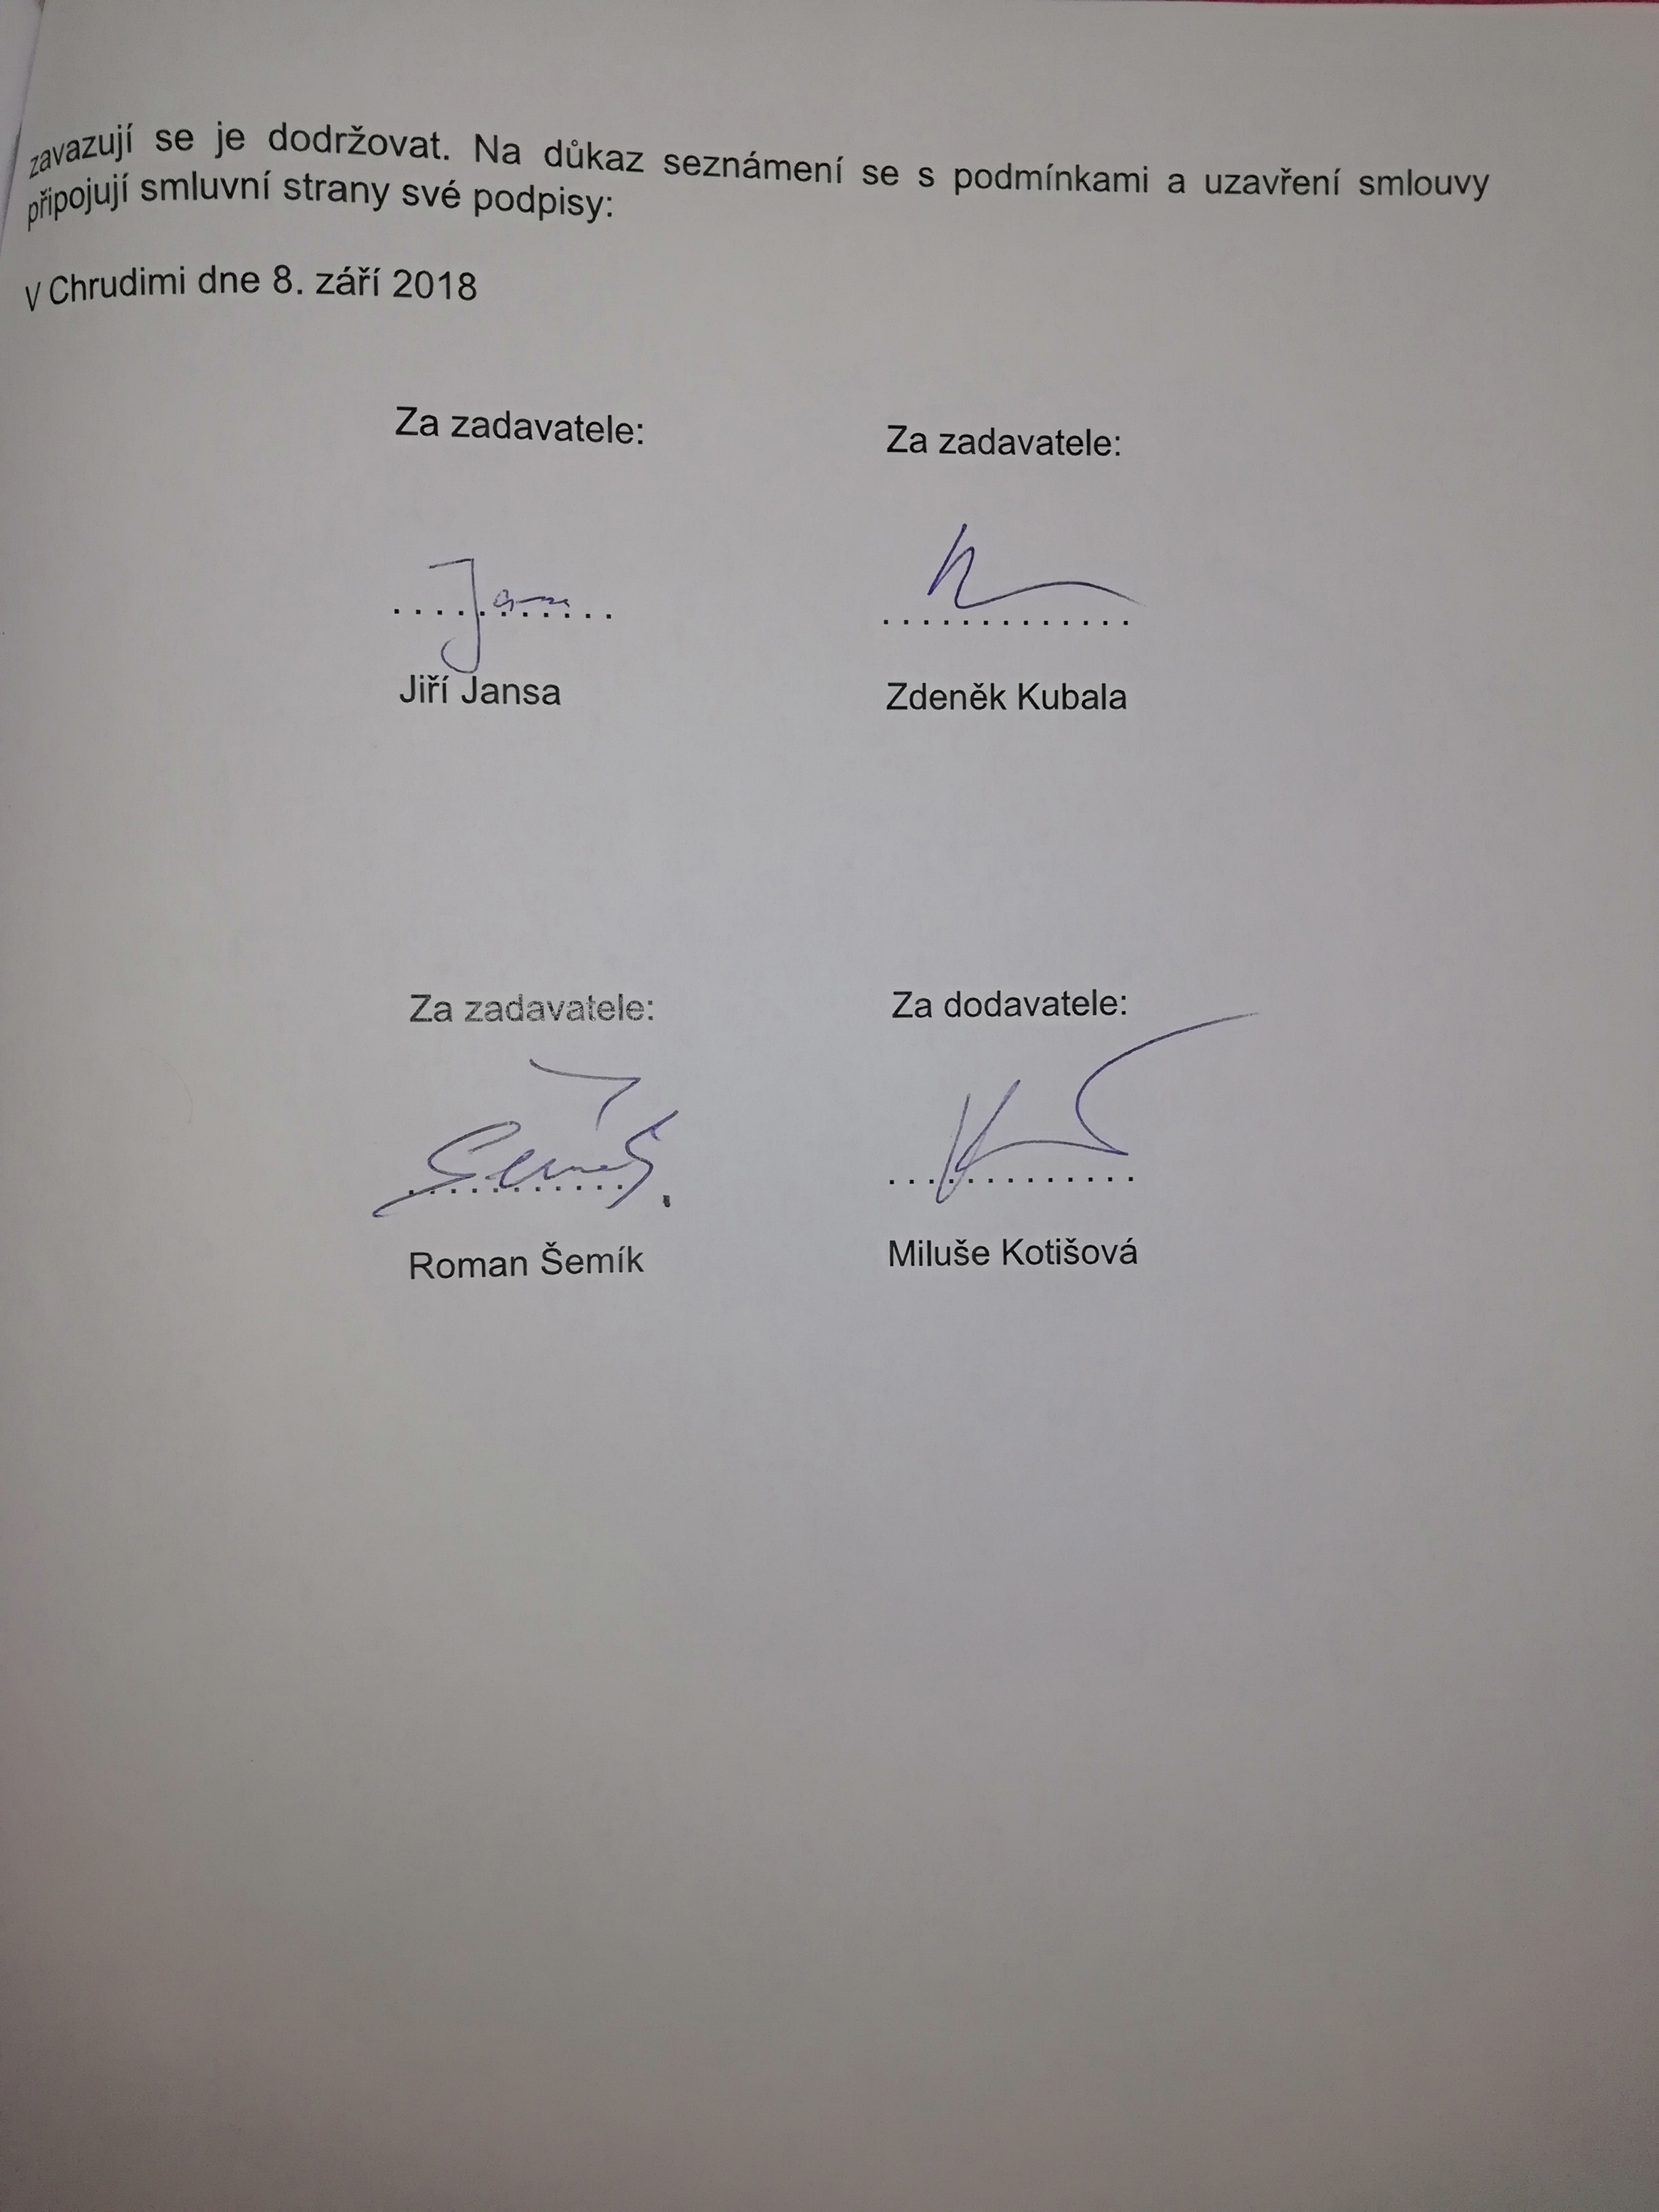 zavazují se je dodržovat. Na důkaz seznámení se s podmínkami a uzavření smlouvy
připojují smluvní strany své podpisy:
V Chrudimi dne 8. září 2018
Za zadavatele:
Za zadavatele:
Jiří Jansa
Zdeněk Kubala
Za zadavatele:
Za dodavatele:
Roman Šemík
Miluše Kotišová